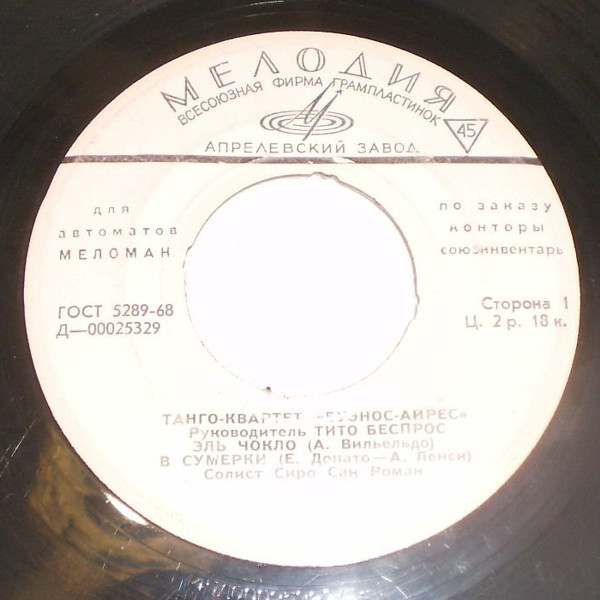 МЕЛОДИЯ
ВСЕСОЮЗНАЯ ФИРМА ГРАМПЛАСТИНОК
45
АПРЕЛЕВСКИЙ ЗАВОД
для
автоматов
МЕЛОМАН
по заказу
конторы
союзинвентарь
ГОСТ 5289-68
Д—00025329
Сторона 1
Ц. 2 р. 18 к.
ТАНГО-КВАРТЕТ «БУЭНОС-АЙРЕС»
Руководитель ТИТО БЕСПРОС
ЭЛЬ ЧОКЛО (А. Вильельдо)
В СУМЕРКИ (Е. Донато—А. Ленси)
Солист Сиро Сан Роман